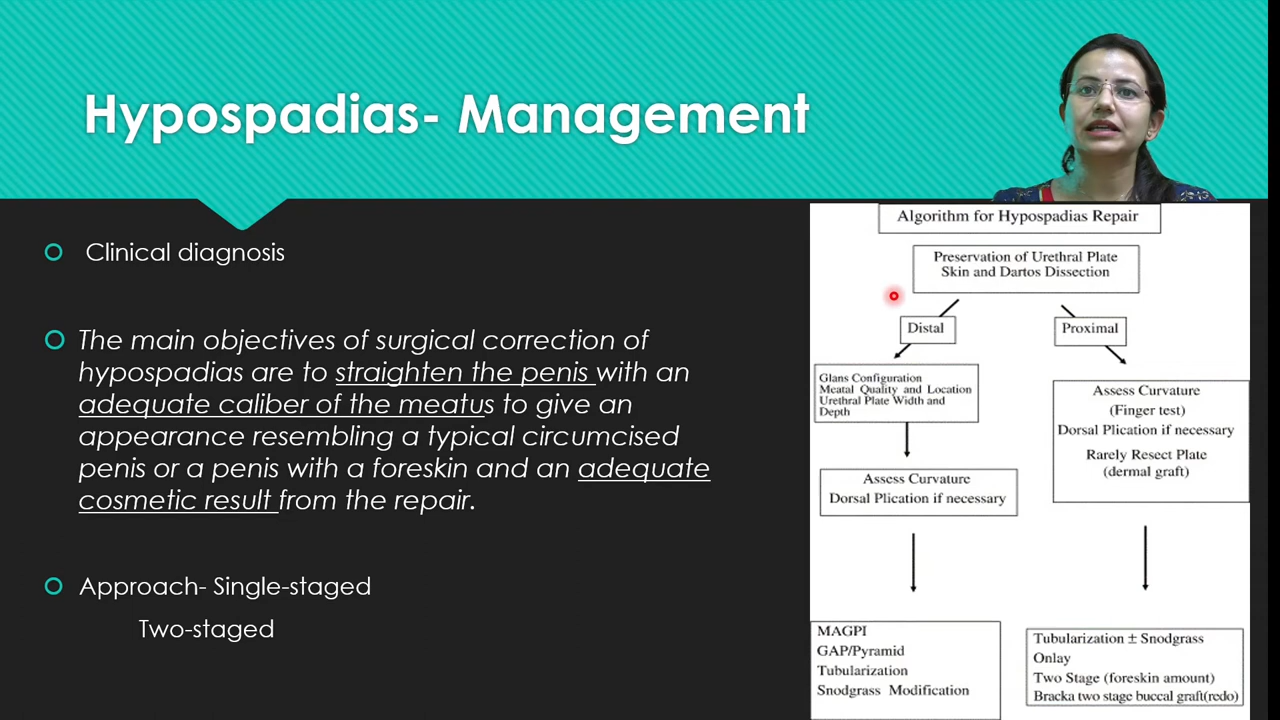 Hypospadias- Management
Clinical diagnosis
The main objectives of surgical correction of
hypospadias are to straighten the penis with an
adequate caliber of the meatus to give an
appearance resembling a typical circumcised
penis or a penis with a foreskin and an adequate
cosmetic result from the repair.
Approach- Single-staged
Two-staged
Algorithm for Hypospadias Repair
Preservation of Urethral Plate
Skin and Dartos Dissection
Distal
Proximal
Glans Configuration
Meatal Quality and Location
Urethral Plate Width and
Depth
Assess Curvature
Dorsal Plication if necessary
MAGPI
GAP/Pyramid
Tubularization
Snodgrass Modification
Assess Curvature
(Finger test)
Dorsal Plication if necessary
Rarely Resect Plate
(dermal graft)
Tubularization ± Snodgrass
Onlay
Two Stage (foreskin amount)
Bracka two stage buccal graft(redo)